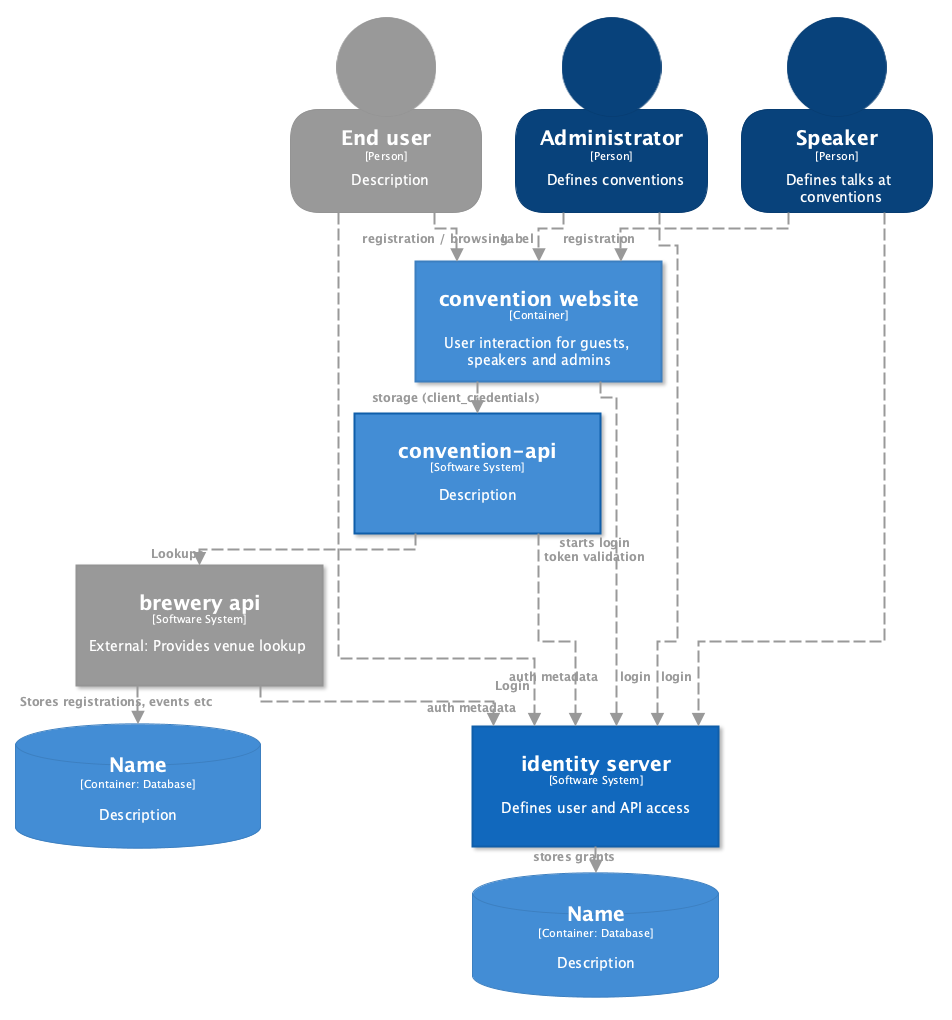 End user
[Person]
Description
Administrator
[Person]
Defines conventions
Speaker
[Person]
Defines talks at
conventions
registration / browsing
label
registration
convention website
[Container]
User interaction for guests,
speakers and admins
storage (client_credentials)
convention-api
[Software System]
Description
starts login
token validation
Lookup
brewery api
[Software System]
External: Provides venue lookup
auth metadata
login
login
Login
Stores registrations, events etc
auth metadata
Name
[Container: Database]
Description
identity server
[Software System]
Defines user and API access
stores grants
Name
[Container: Database]
Description